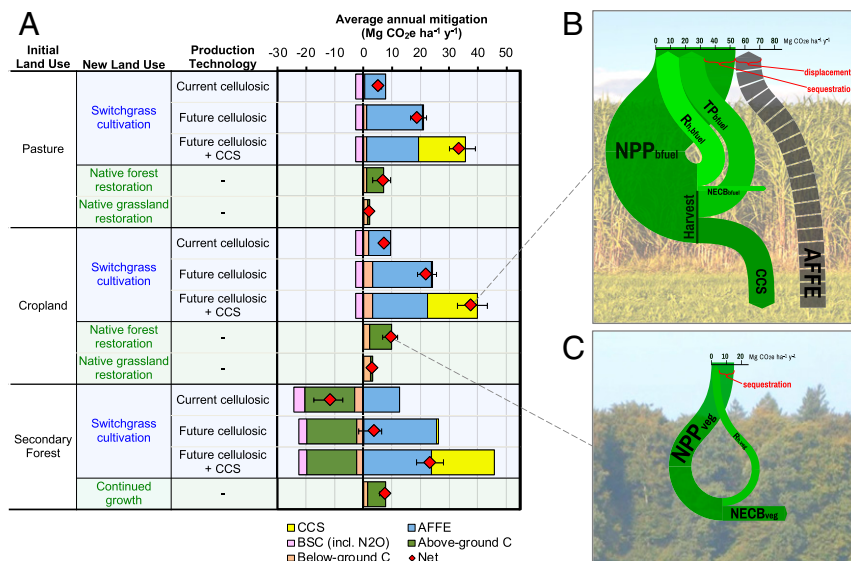 A
Average annual mitigation
(Mg CO2e ha-1 y-1)
Initial
Land Use
New Land Use
Production
Technology
-30 -20 -10 0 10 20 30 40 50
Pasture
Switchgrass
cultivation
Current cellulosic
Future cellulosic
Future cellulosic
+ CCS
Native forest
restoration
-
Native grassland
restoration
-
Cropland
Switchgrass
cultivation
Current cellulosic
Future cellulosic
Future cellulosic
+ CCS
Native forest
restoration
-
Native grassland
restoration
-
Secondary
Forest
Switchgrass
cultivation
Current cellulosic
Future cellulosic
Future cellulosic
+ CCS
Continued
growth
-
CCS
AFFE
BSC (incl. N2O)
Above-ground C
Below-ground C
Net
B
0 10 20 30 40 50 60 70 80 Mg CO2e ha-1 y-1
displacement
sequestration
NPPbfuel
Rh,bfuel
TPbfuel
NECBbfuel
Harvest
CCS
AFFE
C
0 10 20 Mg CO2e ha-1 y-1
sequestration
NPPveg
NECBveg